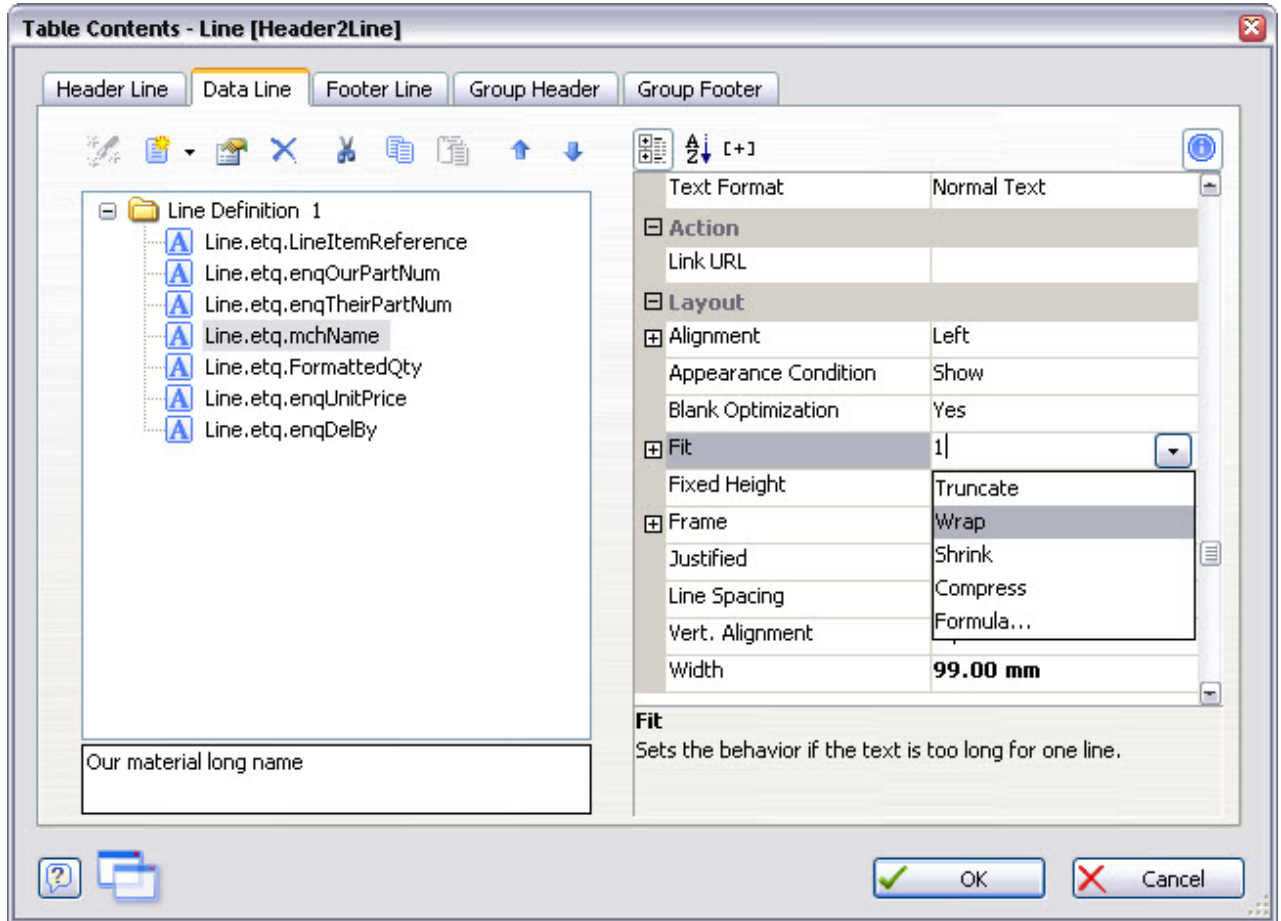 Table Contents - Line [Header2Line]
Header Line Data Line Footer Line Group Header Group Footer
A Z [+]
Line Definition 1
Line.etq.LineItemReference
Line.etq.enqOurPartNum
Line.etq.enqTheirPartNum
Line.etq.mchName
Line.etq.FormattedQty
Line.etq.enqUnitPrice
Line.etq.enqDelBy
Our material long name
Text Format Normal Text
Action
Link URL
Layout
Alignment Left
Appearance Condition Show
Blank Optimization Yes
Fit 1
Fixed Height
Frame
Justified
Line Spacing
Vert. Alignment
Width 99.00 mm
Truncate
Wrap
Shrink
Compress
Formula...
Fit
Sets the behavior if the text is too long for one line.
OK Cancel